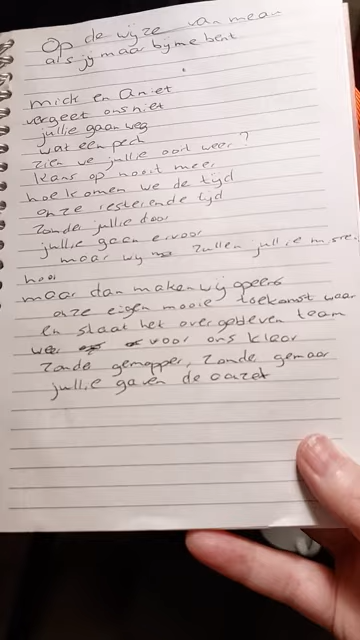 Op de wijze van mean
als jij maar bij me bent
mick en Aniet
vergeet ons niet
jullie gaan weg
wat een pech
zien we jullie ooit weer?
Kans op nooit meer
hoe komen we de tijd
onze resterende tijd
Zonder jullie door
jullie gaan ervoor
maar wij zullen jullie missen
hoor
maar dan maken wij opeens
onze eigen mooie toekomst waar
en staat het overgebleven team
weer voor ons klaar
Zonder gemopper, zonder gemaar
jullie gaven de aanzet